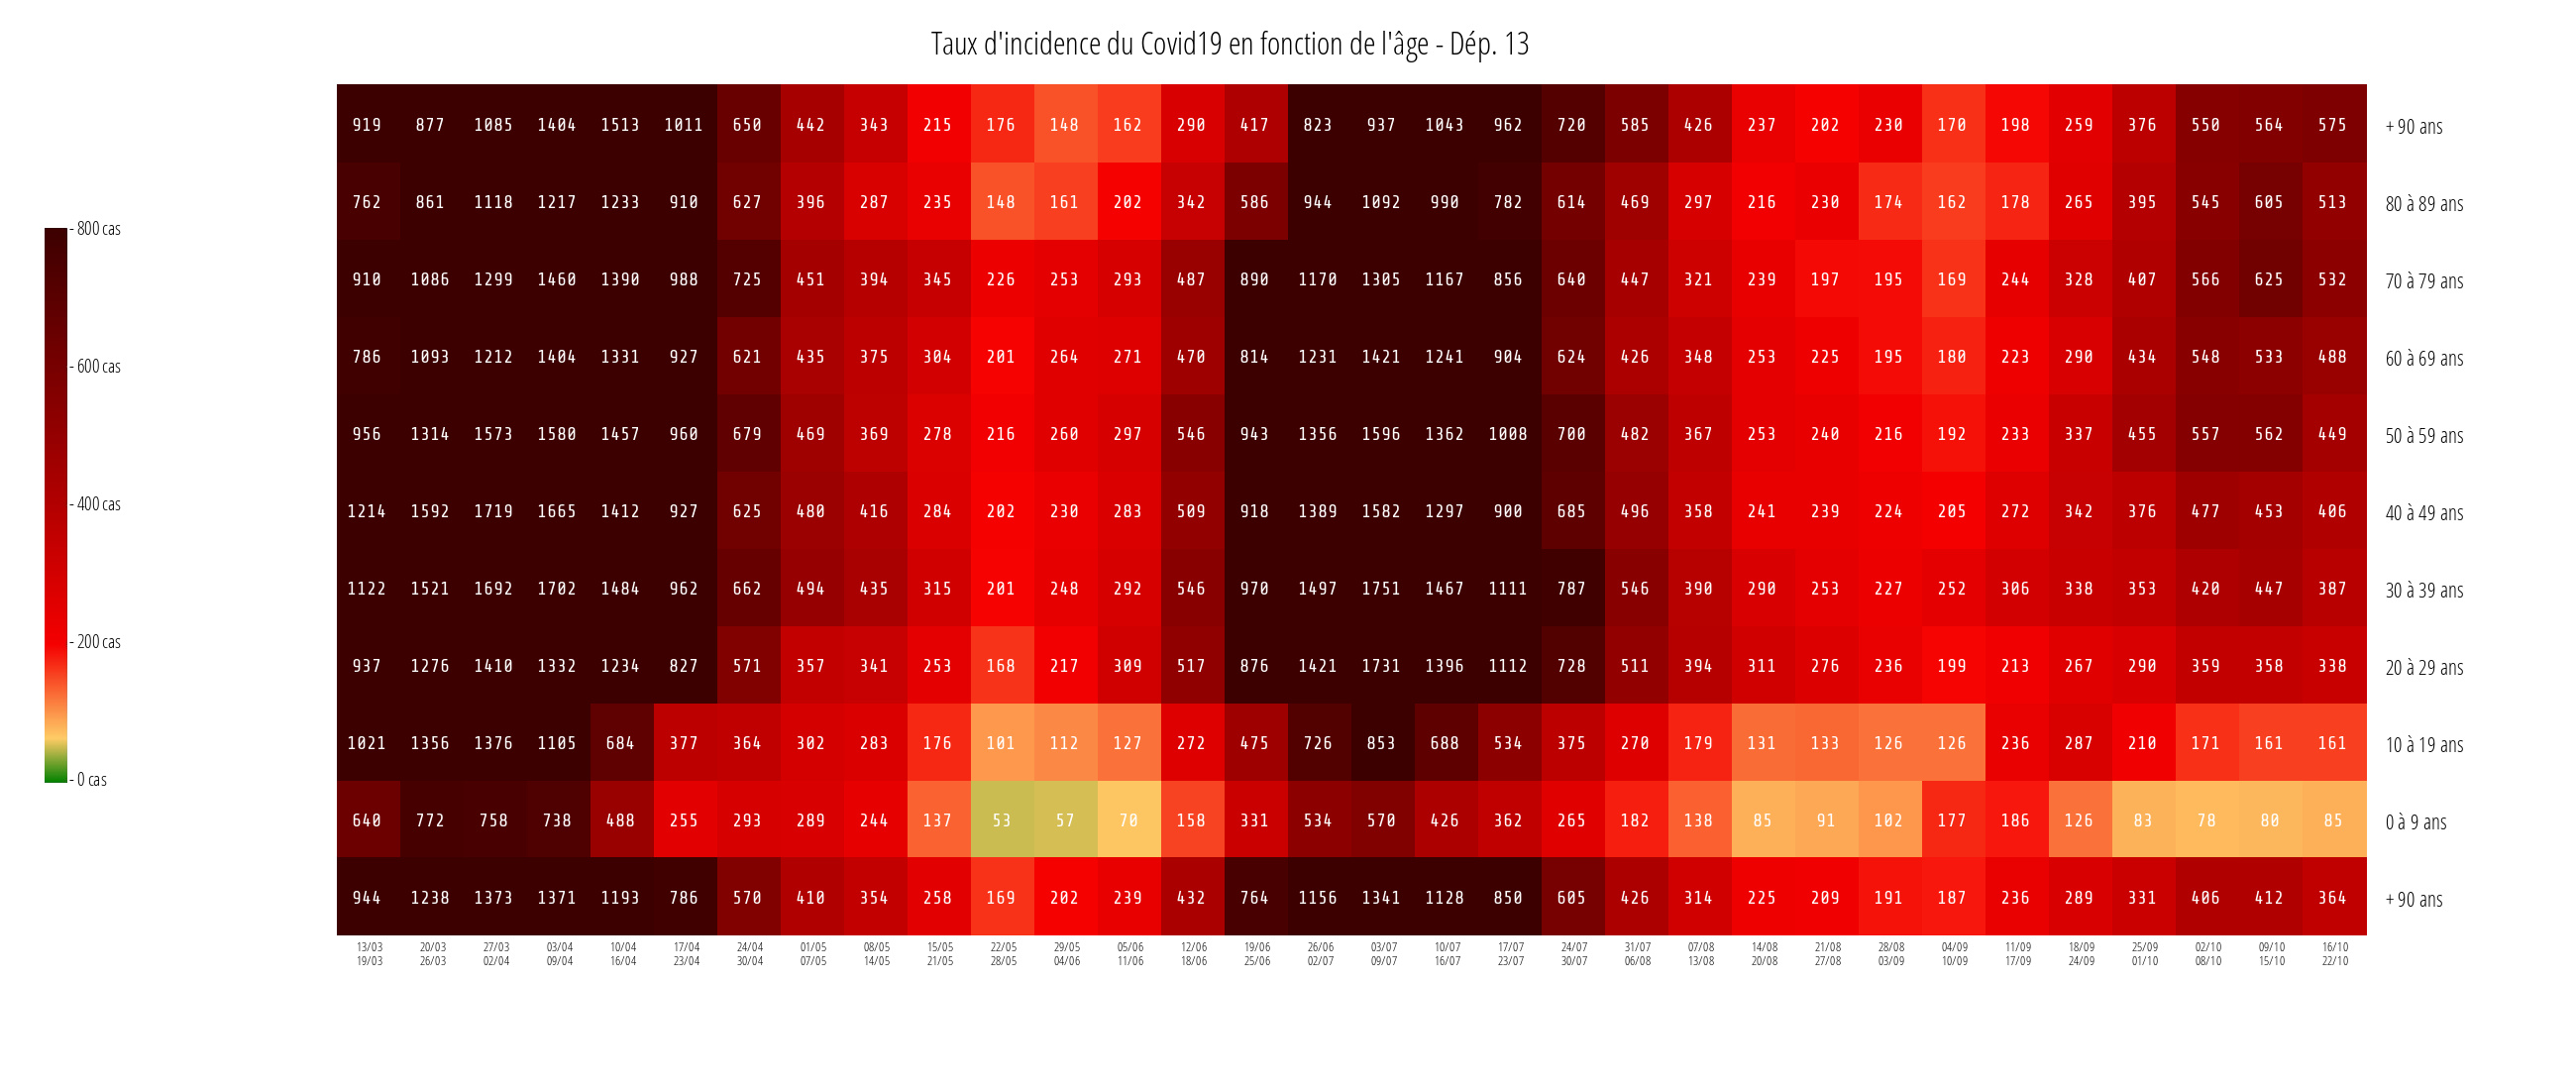 Taux d'incidence du Covid19 en fonction de l'âge - Dép. 13
- 800 cas
- 600 cas
- 400 cas
- 200 cas
- 0 cas
919 877 1085 1404 1513 1011 650 442 343 215 176 148 162 290 417 823 937 1043 962 720 585 426 237 202 230 170 198 259 376 550 564 575 + 90 ans
762 861 1118 1217 1233 910 627 396 287 235 148 161 202 342 586 944 1092 990 782 614 469 297 216 230 174 162 178 265 395 545 605 513 80 à 89 ans
910 1086 1299 1460 1390 988 725 451 394 345 226 253 293 487 890 1170 1305 1167 856 640 447 321 239 197 195 169 244 328 407 566 625 532 70 à 79 ans
786 1093 1212 1404 1331 927 621 435 375 304 201 264 271 470 814 1231 1421 1241 904 624 426 348 253 225 195 180 223 290 434 548 533 488 60 à 69 ans
956 1314 1573 1580 1457 960 679 469 369 278 216 260 297 546 943 1356 1596 1362 1008 700 482 367 253 240 216 192 233 337 455 557 562 449 50 à 59 ans
1214 1592 1719 1665 1412 927 625 480 416 284 202 230 283 509 918 1389 1582 1297 900 685 496 358 241 239 224 205 272 342 376 477 453 406 40 à 49 ans
1122 1521 1692 1702 1484 962 662 494 435 315 201 248 292 546 970 1497 1751 1467 1111 787 546 390 290 253 227 252 306 338 353 420 447 387 30 à 39 ans
937 1276 1410 1332 1234 827 571 357 341 253 168 217 309 517 876 1421 1731 1396 1112 728 511 394 311 276 236 199 213 267 290 359 358 338 20 à 29 ans
1021 1356 1376 1105 684 377 364 302 283 176 101 112 127 272 475 726 853 688 534 375 270 179 131 133 126 126 236 287 210 171 161 161 10 à 19 ans
640 772 758 738 488 255 293 289 244 137 53 57 70 158 331 534 570 426 362 265 182 138 85 91 102 177 186 126 83 78 80 85 0 à 9 ans
944 1238 1373 1371 1193 786 570 410 354 258 169 202 239 432 764 1156 1341 1128 850 605 426 314 225 209 191 187 236 289 331 406 412 364 + 90 ans
13/03 20/03 27/03 03/04 10/04 17/04 24/04 01/05 08/05 15/05 22/05 29/05 05/06 12/06 19/06 26/06 03/07 10/07 17/07 24/07 31/07 07/08 14/08 21/08 28/08 04/09 11/09 18/09 25/09 02/10 09/10 16/10
19/03 26/03 02/04 09/04 16/04 23/04 30/04 07/05 14/05 21/05 28/05 04/06 11/06 18/06 25/06 02/07 09/07 16/07 23/07 30/07 06/08 13/08 20/08 27/08 03/09 10/09 17/09 24/09 01/10 08/10 15/10 22/10